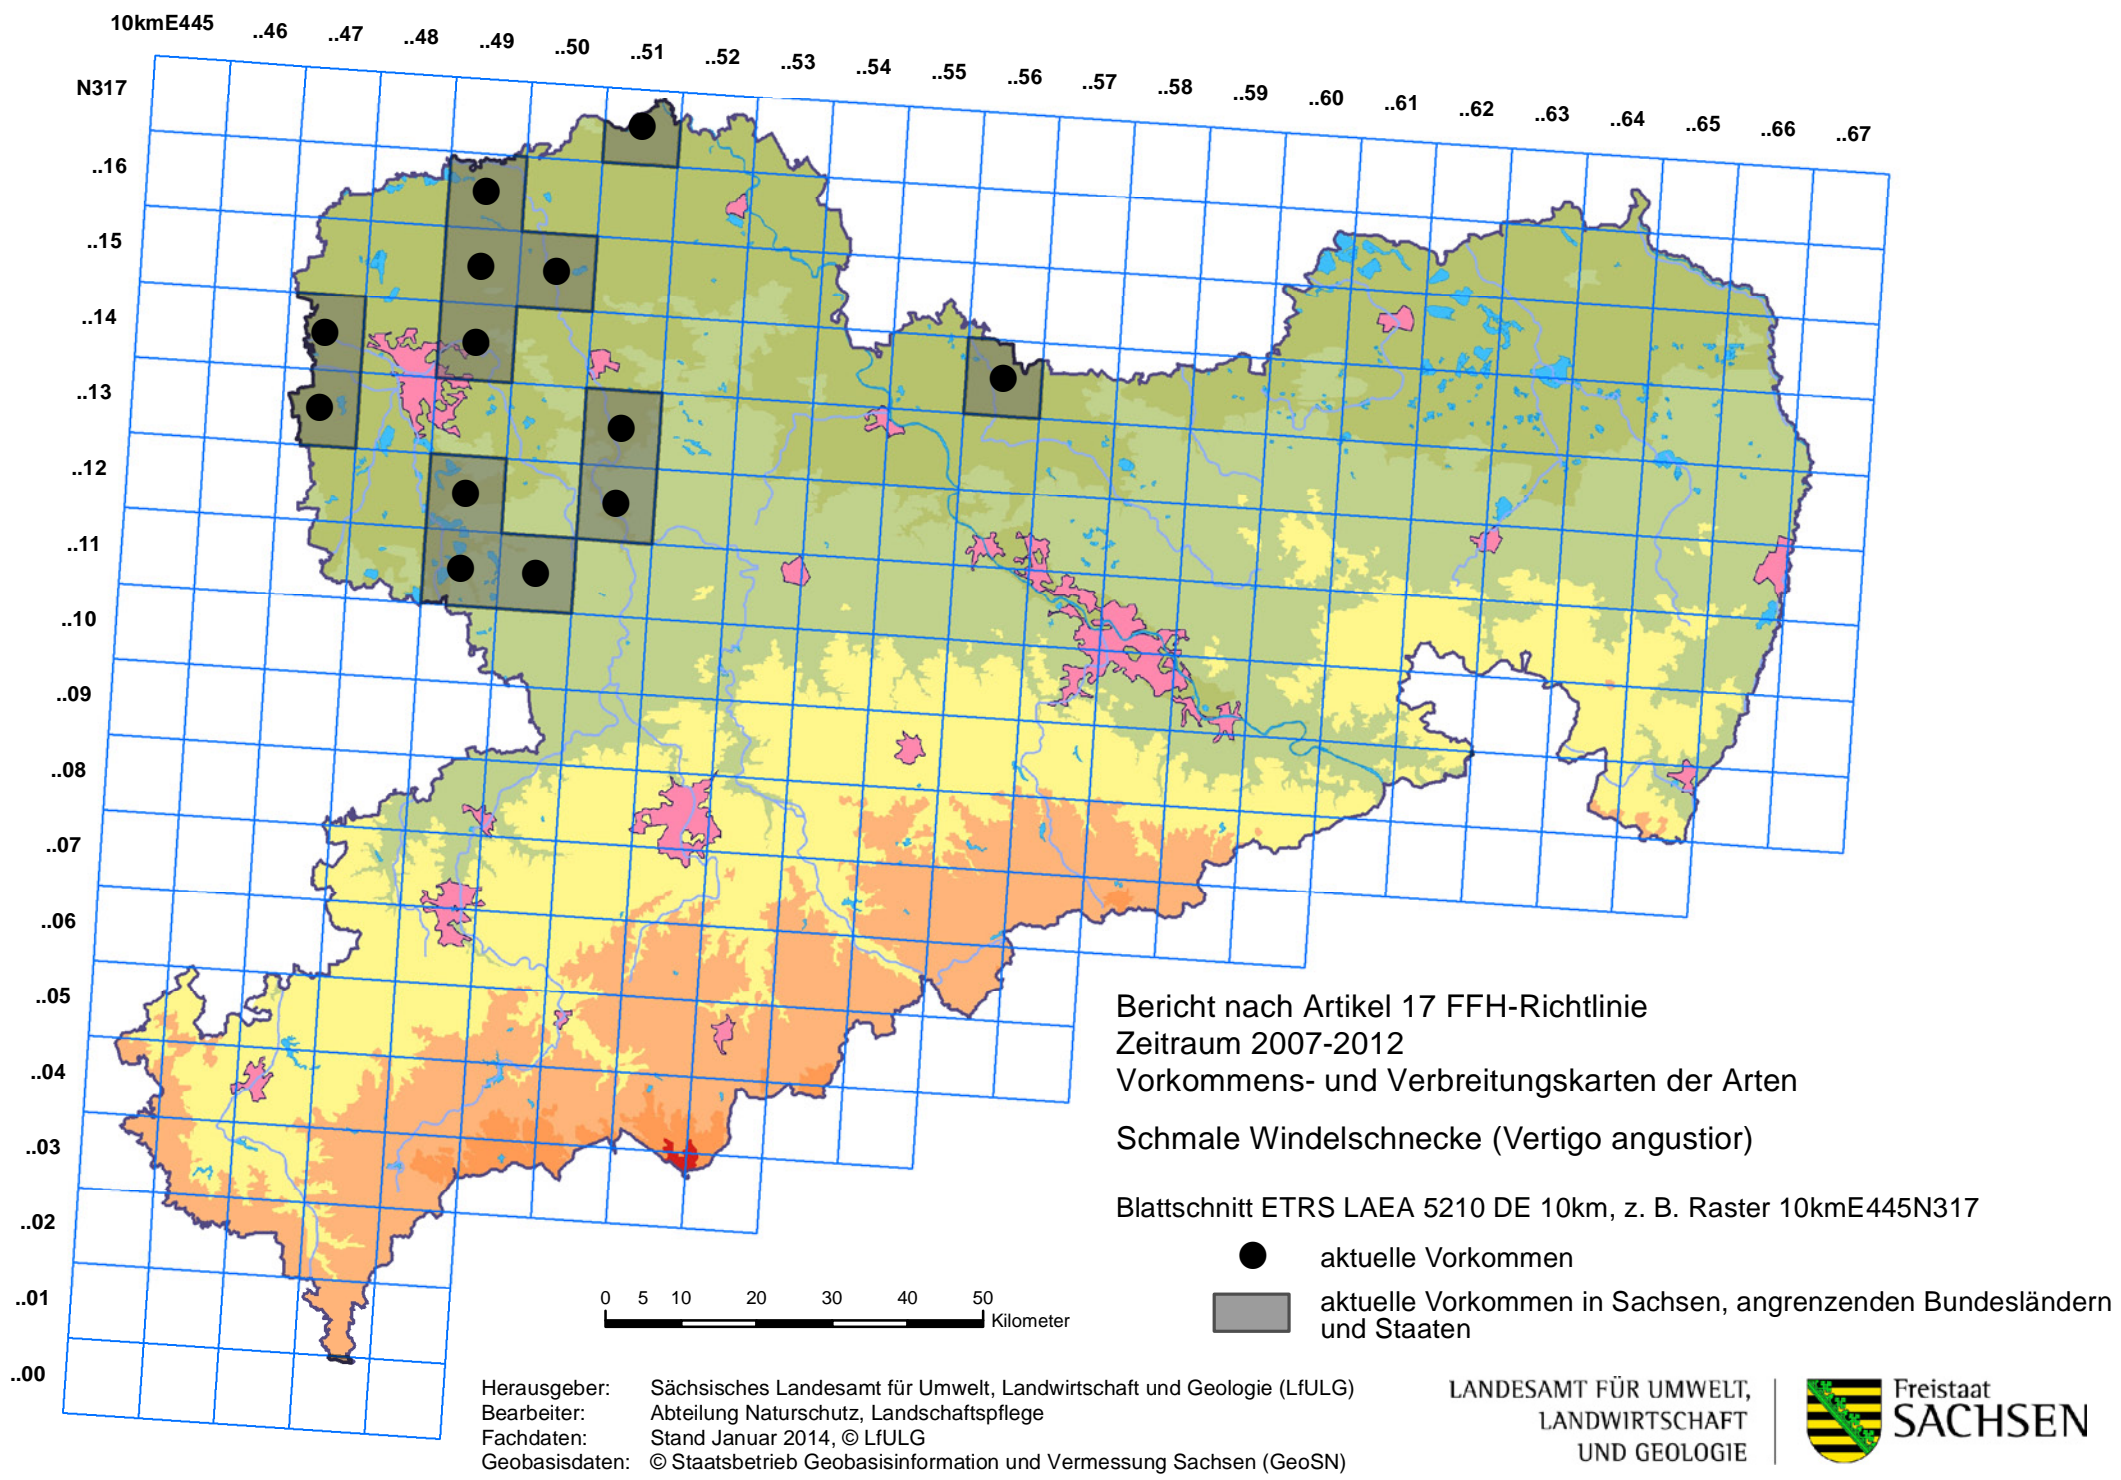 10kmE445 ..46 ..47 ..48 ..49 ..50 ..51 ..52 ..53 ..54 ..55 ..56 ..57 ..58 ..59 ..60 ..61 ..62 ..63 ..64 ..65 ..66 ..67
N317
..16
..15
..14
..13
..12
..11
..10
..09
..08
..07
..06
..05
..04
..03
..02
..01
..00
Bericht nach Artikel 17 FFH-Richtlinie
Zeitraum 2007-2012
Vorkommens- und Verbreitungskarten der Arten
Schmale Windelschnecke (Vertigo angustior)
Blattschnitt ETRS LAEA 5210 DE 10km, z. B. Raster 10kmE445N317
aktuelle Vorkommen
aktuelle Vorkommen in Sachsen, angrenzenden Bundesländern
und Staaten
0 5 10 20 30 40 50
Kilometer
Herausgeber: Sächsisches Landesamt für Umwelt, Landwirtschaft und Geologie (LfULG)
Bearbeiter: Abteilung Naturschutz, Landschaftspflege
Fachdaten: Stand Januar 2014, © LfULG
Geobasisdaten: © Staatsbetrieb Geobasisinformation und Vermessung Sachsen (GeoSN)
LANDESAMT FÜR UMWELT,
LANDWIRTSCHAFT
UND GEOLOGIE
Freistaat
SACHSEN